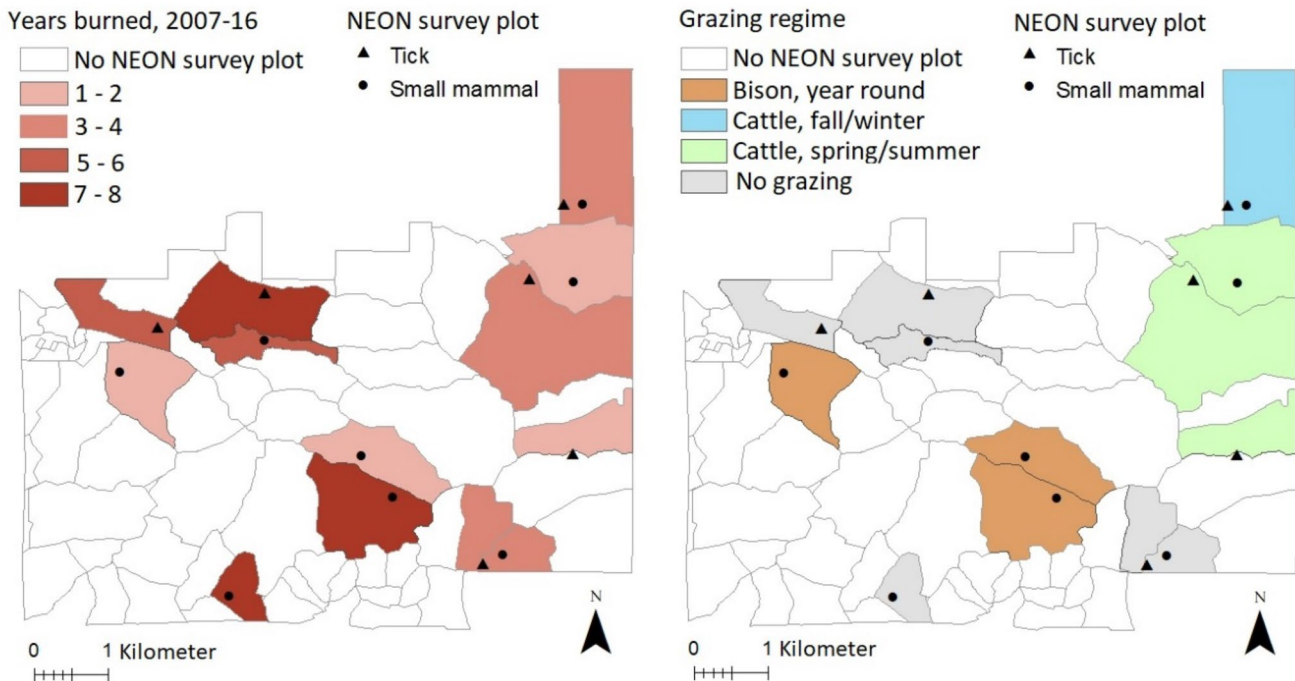 Years burned, 2007-16
No NEON survey plot
1 - 2
3 - 4
5 - 6
7 - 8
NEON survey plot
Tick
Small mammal
N
0 1 Kilometer
Grazing regime
No NEON survey plot
Bison, year round
Cattle, fall/winter
Cattle, spring/summer
No grazing
NEON survey plot
Tick
Small mammal
N
0 1 Kilometer